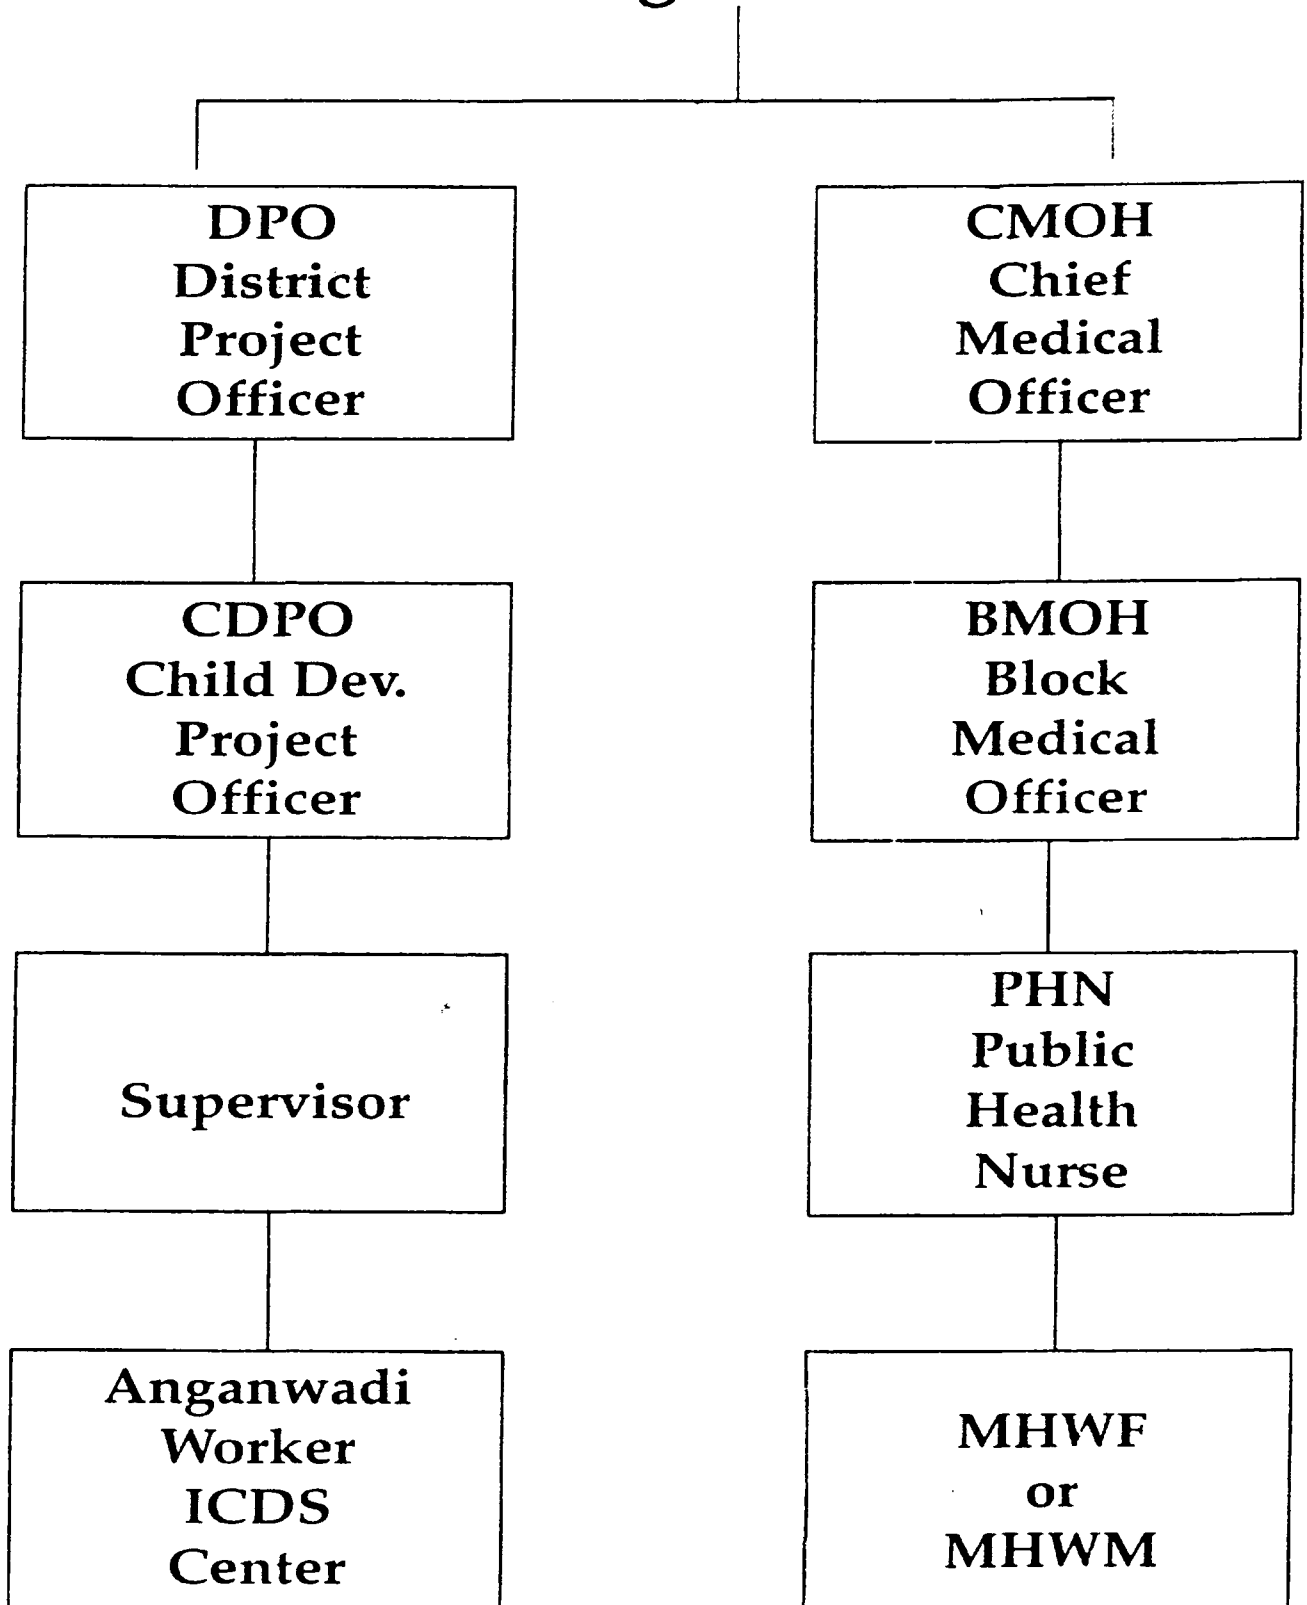 DPO
District
Project
Officer
CMOH
Chief
Medical
Officer
CDPO
Child Dev.
Project
Officer
BMOH
Block
Medical
Officer
Supervisor
PHN
Public
Health
Nurse
Anganwadi
Worker
ICDS
Center
MHWF
or
MHWM